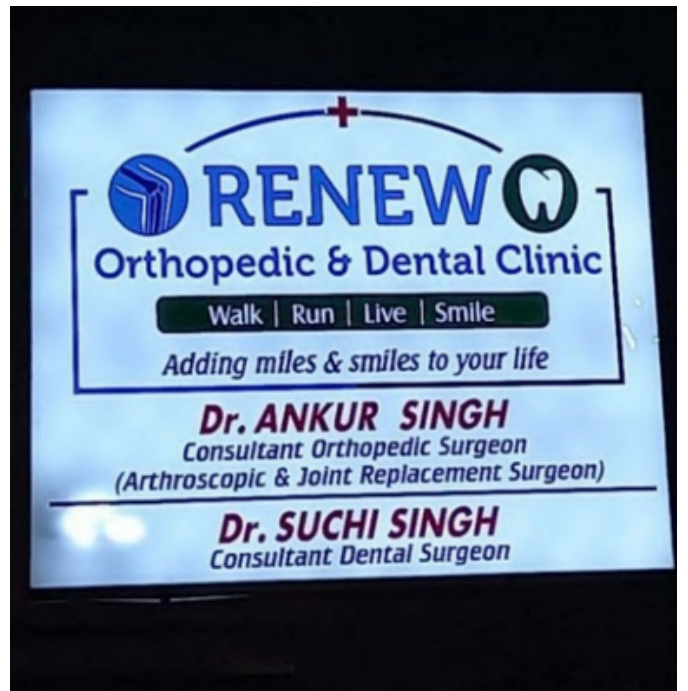 RENEW
Orthopedic & Dental Clinic
Walk | Run | Live | Smile
Adding miles & smiles to your life
Dr. ANKUR SINGH
Consultant Orthopedic Surgeon
(Arthroscopic & Joint Replacement Surgeon)
Dr. SUCHI SINGH
Consultant Dental Surgeon